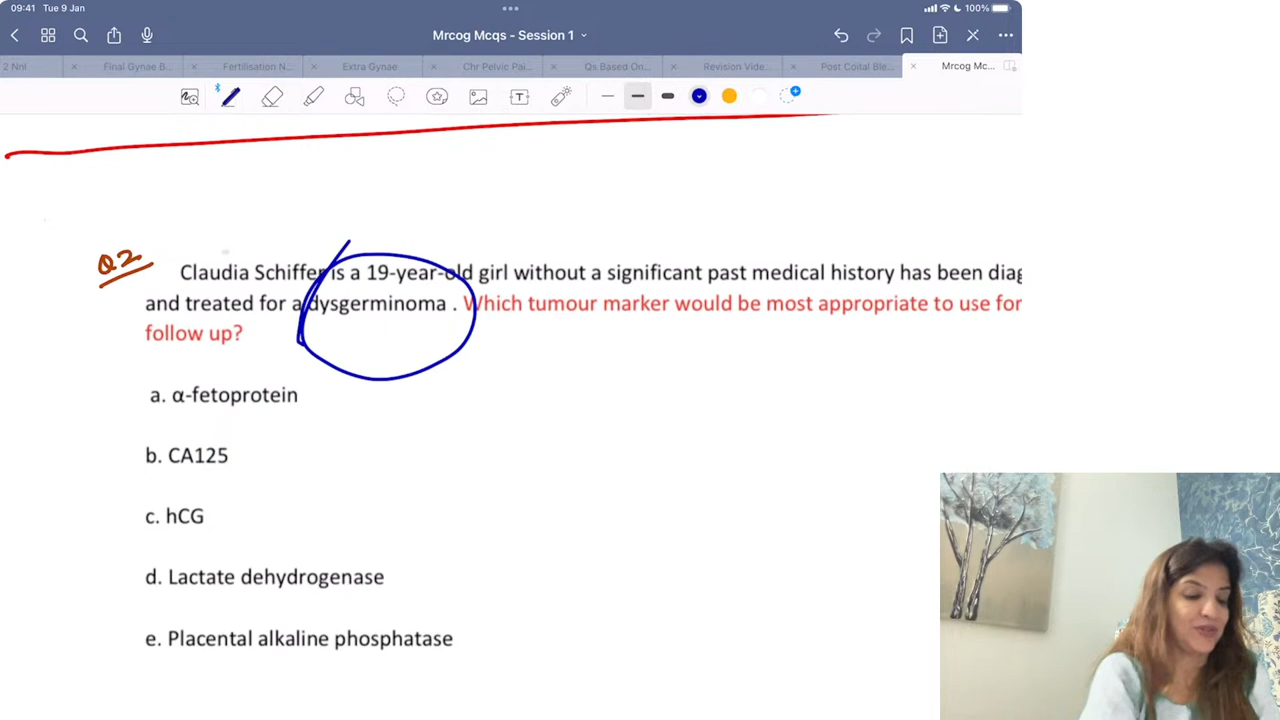 09:41 Tue 9 Jan
100%
Mrcog Mcqs - Session 1
2 Nnl
Final Gynae B...
Fertilisation N...
Extra Gynae
Chr Pelvic Pai...
Qs Based On...
Revision Vide...
Post Coital Ble...
Mrcog Mc...
Q2
Claudia Schiffer is a 19-year-old girl without a significant past medical history has been diag
and treated for a dysgerminoma . Which tumour marker would be most appropriate to use for
follow up?
a. α-fetoprotein
b. CA125
c. hCG
d. Lactate dehydrogenase
e. Placental alkaline phosphatase